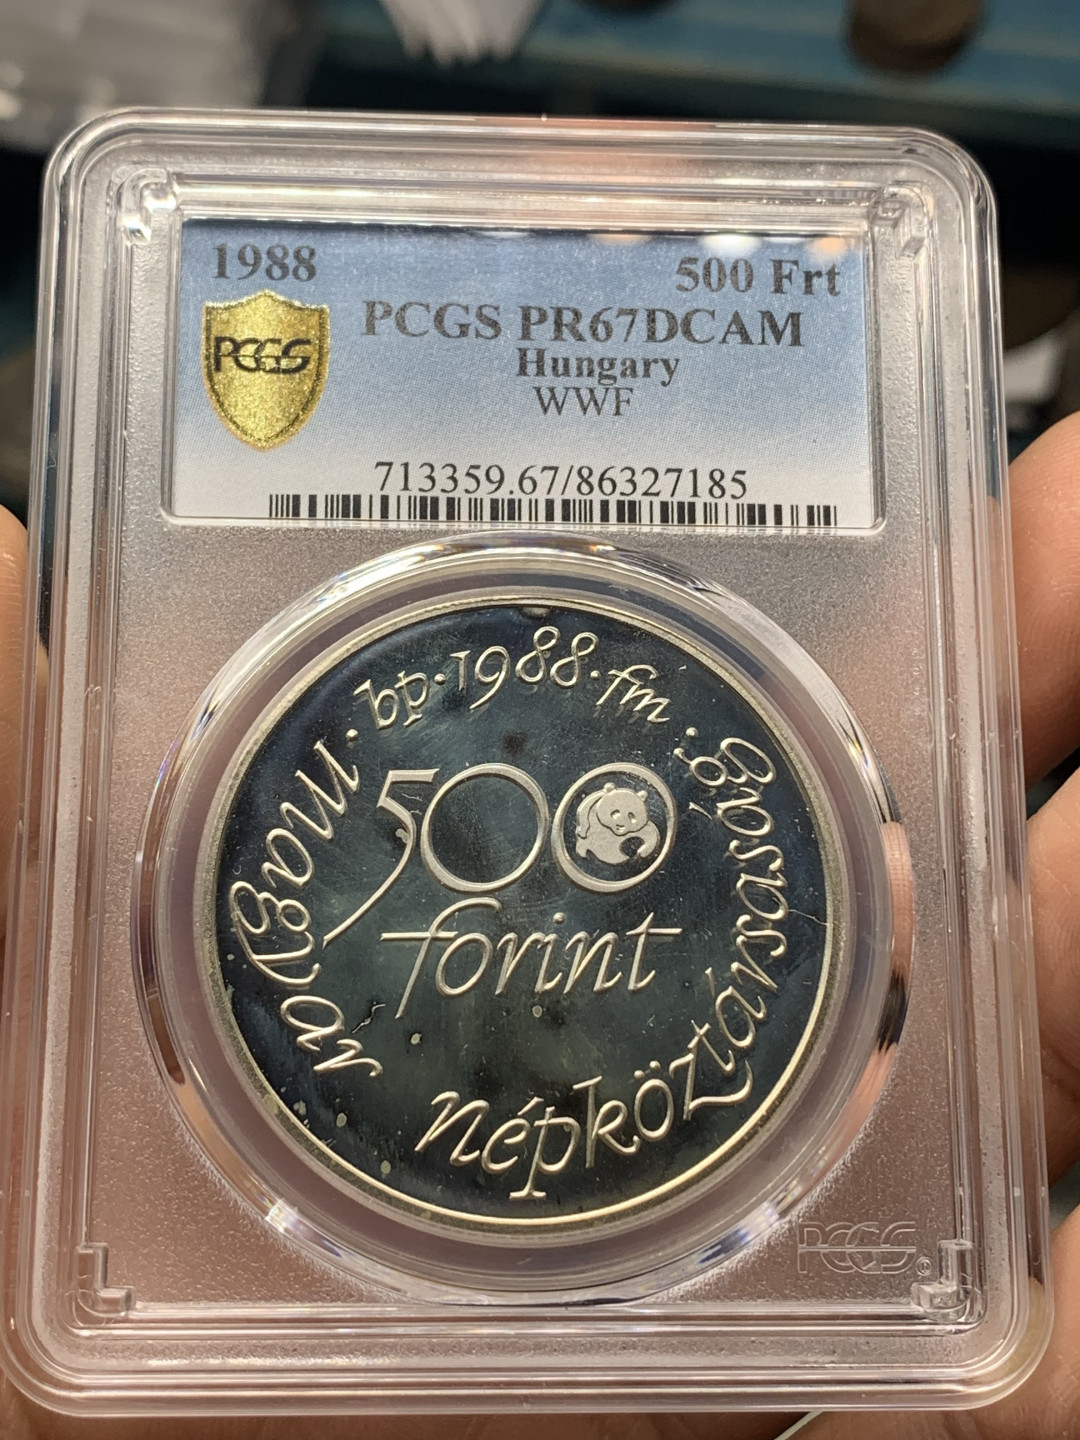 1988
500 Frt
PCGS
PCGS PR67DCAM
Hungary
WWF
713359.67/86327185
magyar népköztársaság
bp. 1988. fm.
500
forint
PCGS